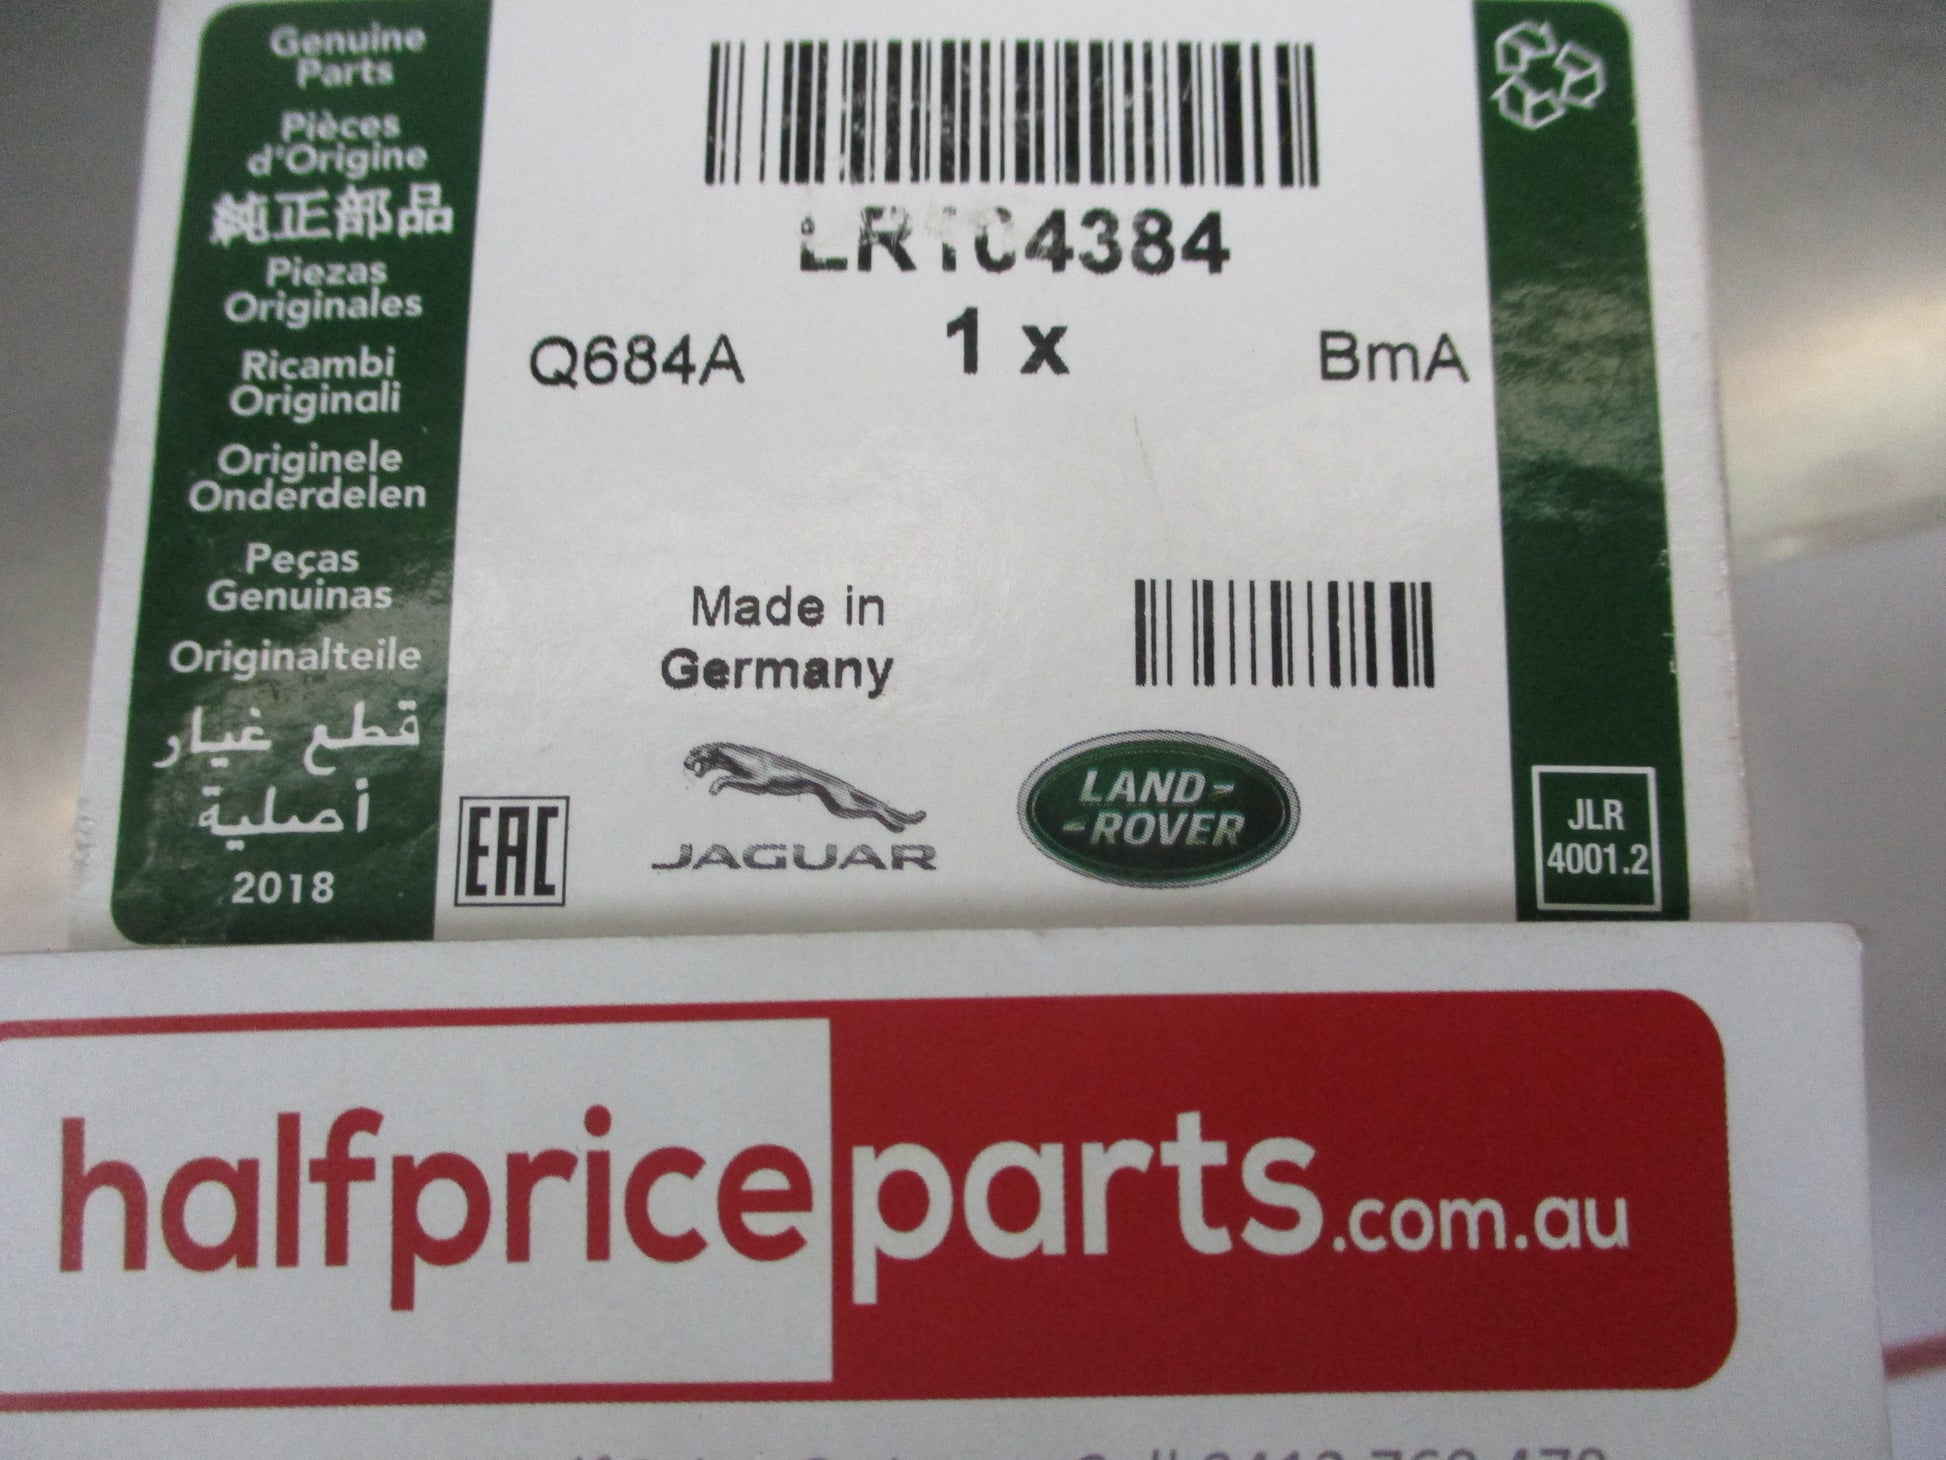 Genuine
Parts
Pièces
d'Origine
純正部品
Piezas
Originales
Ricambi
Originali
Originele
Onderdelen
Peças
Genuinas
Originalteile
قطع غيار
أصلية
2018
LR104384
Q684A
1 x
BmA
Made in
Germany
EAC
JAGUAR
LAND-
-ROVER
JLR
4001.2
halfpriceparts.com.au